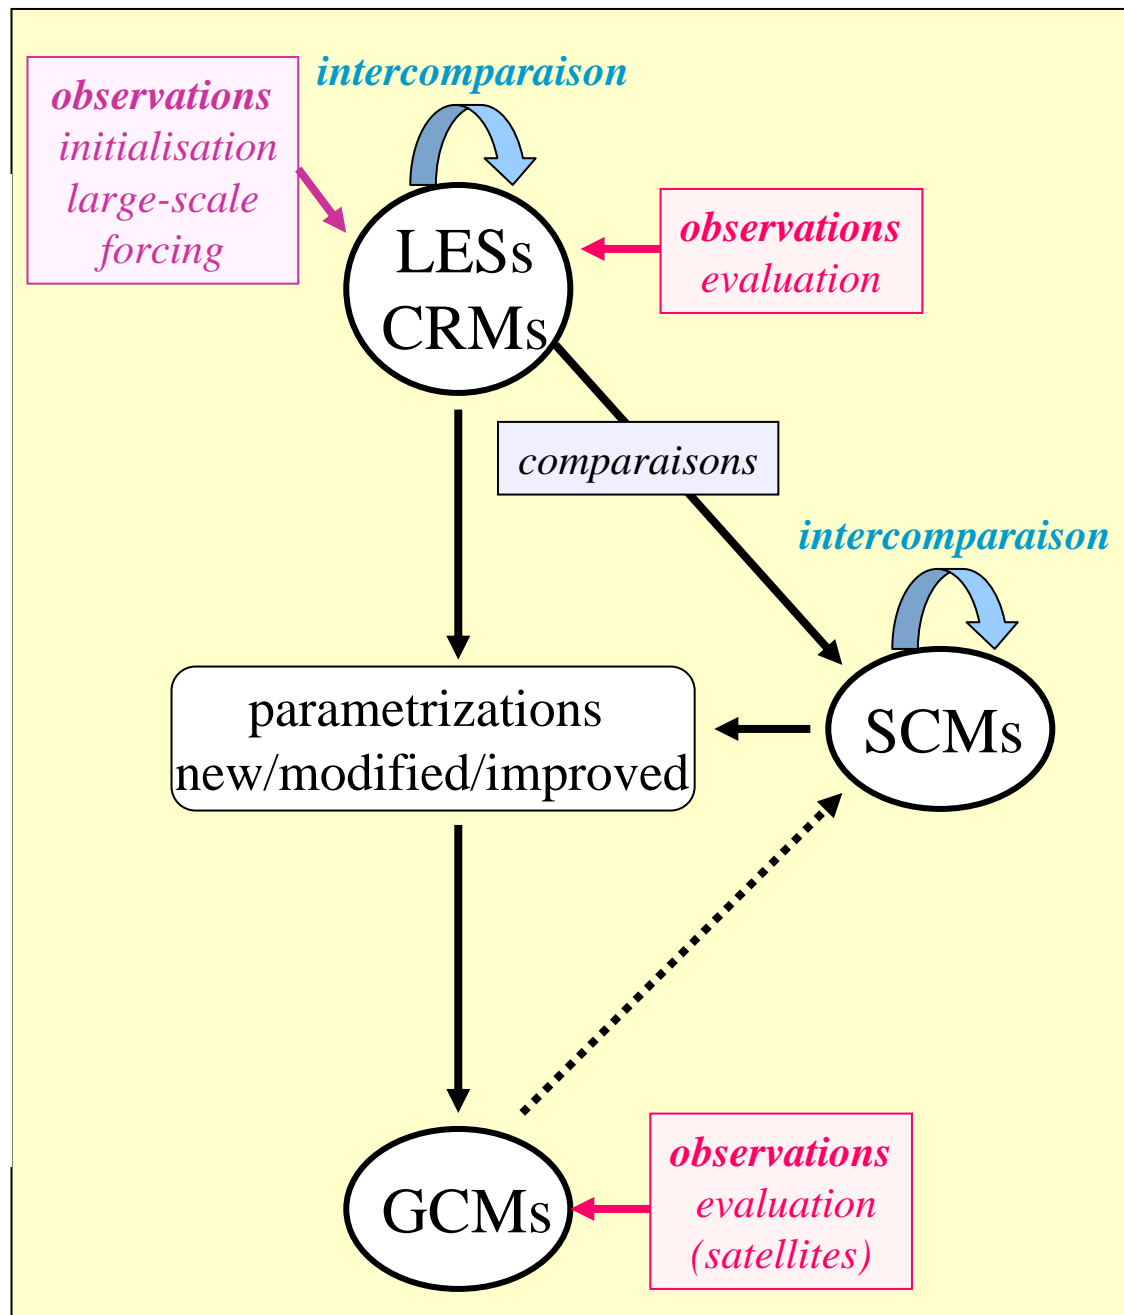 intercomparaison
observations
initialisation
large-scale
forcing
LESs
CRMs
observations
evaluation
comparaisons
intercomparaison
SCMs
parametrizations
new/modified/improved
GCMs
observations
evaluation
(satellites)